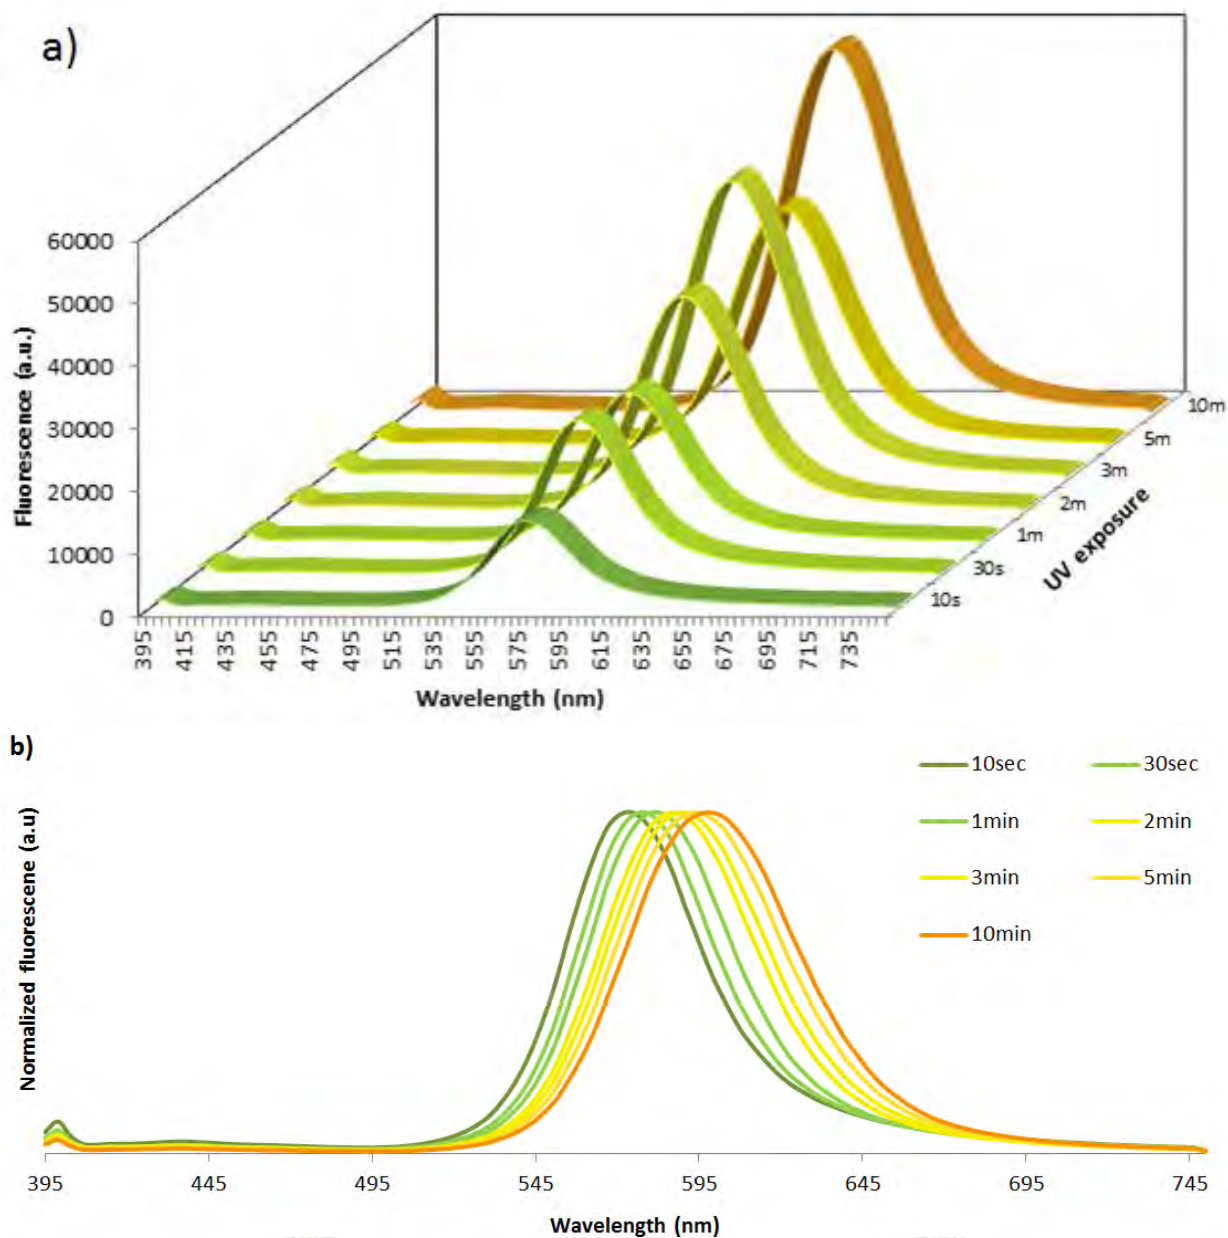 a)
60000
50000
40000
30000
20000
10000
0
Fluorescence (a.u.)
395 415 435 455 475 495 515 535 555 575 595 615 635 655 675 695 715 735
Wavelength (nm)
10s
30s
1m
2m
3m
5m
10m
UV exposure
b)
10sec 30sec
1min 2min
3min 5min
10min
Normalized fluorescene (a.u)
395 445 495 545 595 645 695 745
Wavelength (nm)